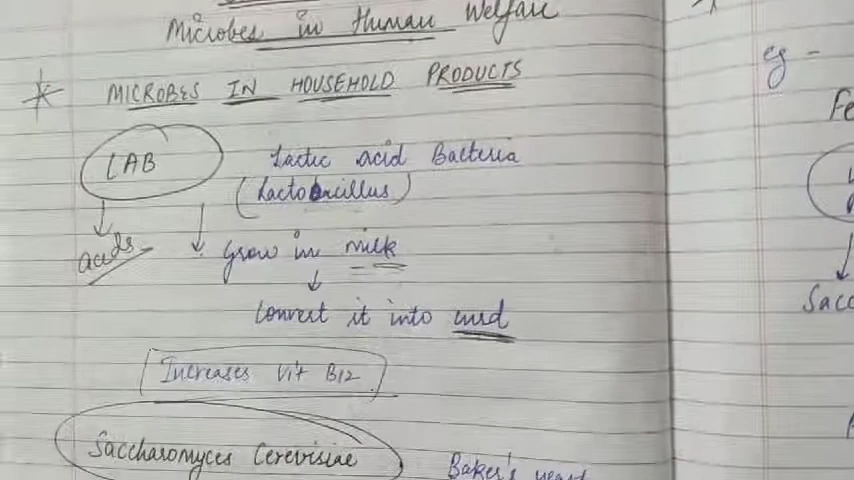 Microbes in Human Welfare
MICROBES IN HOUSEHOLD PRODUCTS
LAB Lactic acid Bacteria
(Lactobacillus)
acids
Grow in milk
Convert it into curd
Increases Vit B12
Saccharomyces Cerevisiae
Baker's yeast
eg -
Fe
Sacc